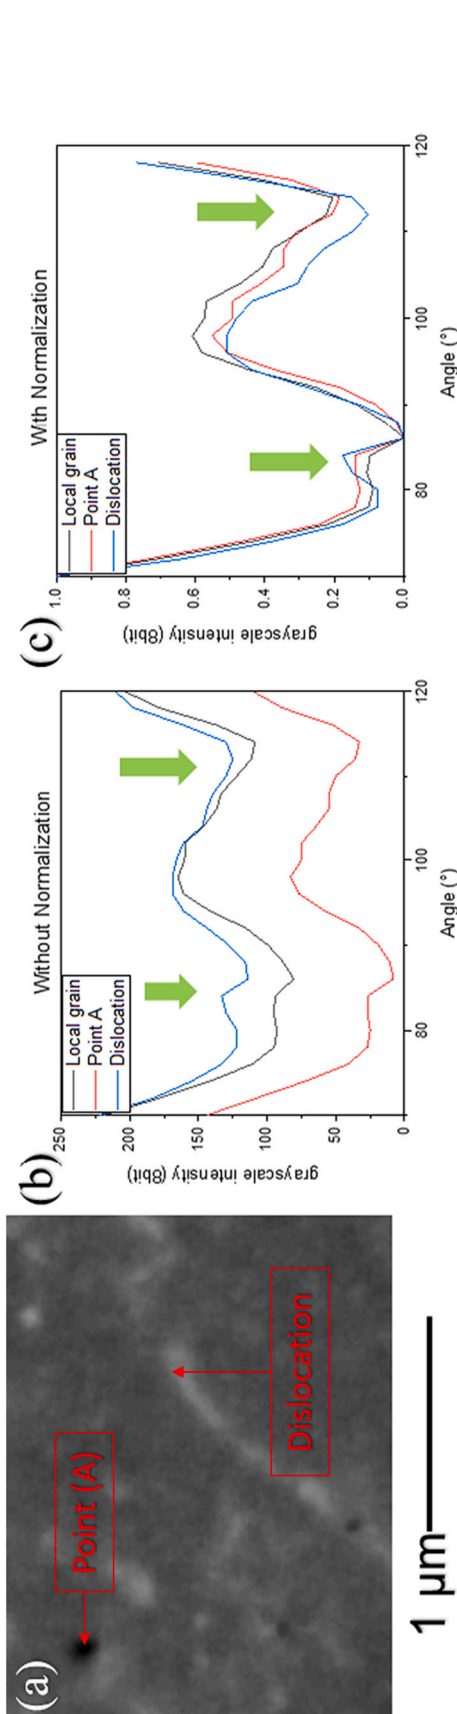 (a)
Point (A)
Dislocation
1 μm
(b)
Without Normalization
Local grain
Point A
Dislocation
250
200
150
100
50
0
grayscale intensity (8bit)
80
100
120
Angle (°)
(c)
With Normalization
Local grain
Point A
Dislocation
1.0
0.8
0.6
0.4
0.2
0.0
grayscale intensity (8bit)
80
100
120
Angle (°)